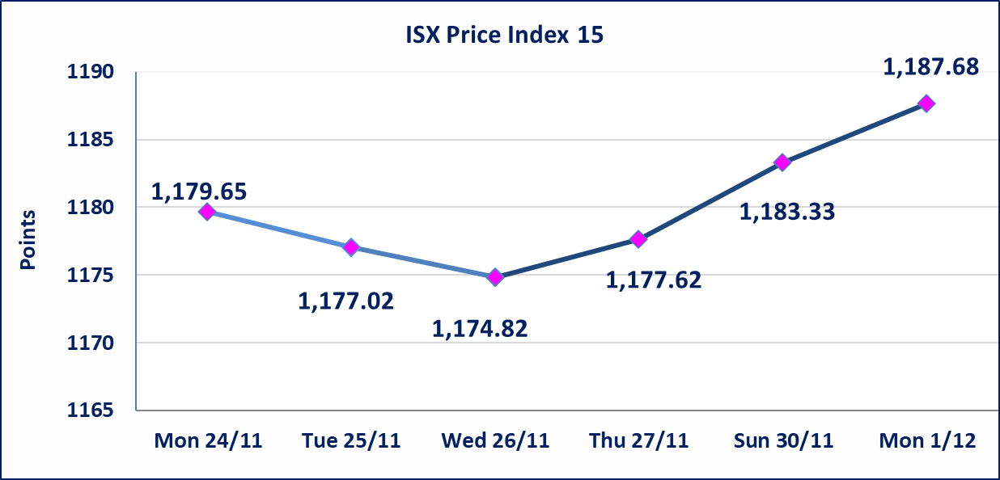 ISX Price Index 15
Points
1190
1185
1180
1175
1170
1165
1,179.65
1,177.02
1,174.82
1,177.62
1,183.33
1,187.68
Mon 24/11
Tue 25/11
Wed 26/11
Thu 27/11
Sun 30/11
Mon 1/12